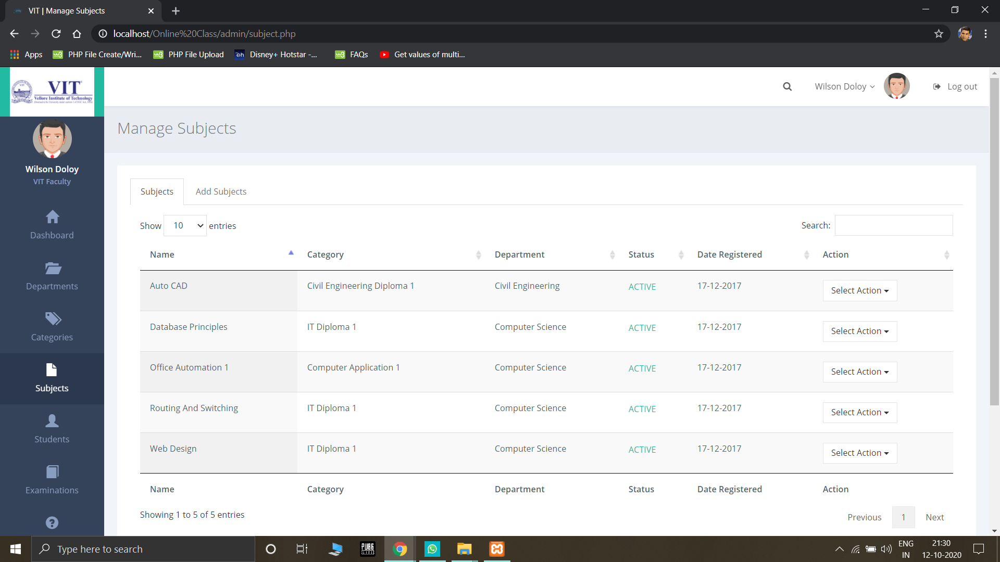 VIT | Manage Subjects
localhost/Online%20Class/admin/subject.php
Apps PHP File Create/Wri... PHP File Upload Disney+ Hotstar -... FAQs Get values of multi...
VIT
Vellore Institute of Technology
Wilson Doloy Log out
Manage Subjects
Wilson Doloy
VIT Faculty
Dashboard
Departments
Categories
Subjects
Students
Examinations
Subjects Add Subjects
Show 10 entries Search:
Name Category Department Status Date Registered Action
Auto CAD Civil Engineering Diploma 1 Civil Engineering ACTIVE 17-12-2017 Select Action
Database Principles IT Diploma 1 Computer Science ACTIVE 17-12-2017 Select Action
Office Automation 1 Computer Application 1 Computer Science ACTIVE 17-12-2017 Select Action
Routing And Switching IT Diploma 1 Computer Science ACTIVE 17-12-2017 Select Action
Web Design IT Diploma 1 Computer Science ACTIVE 17-12-2017 Select Action
Name Category Department Status Date Registered Action
Showing 1 to 5 of 5 entries Previous 1 Next
Type here to search
PUBG
LITE
ENG
IN
21:30
12-10-2020